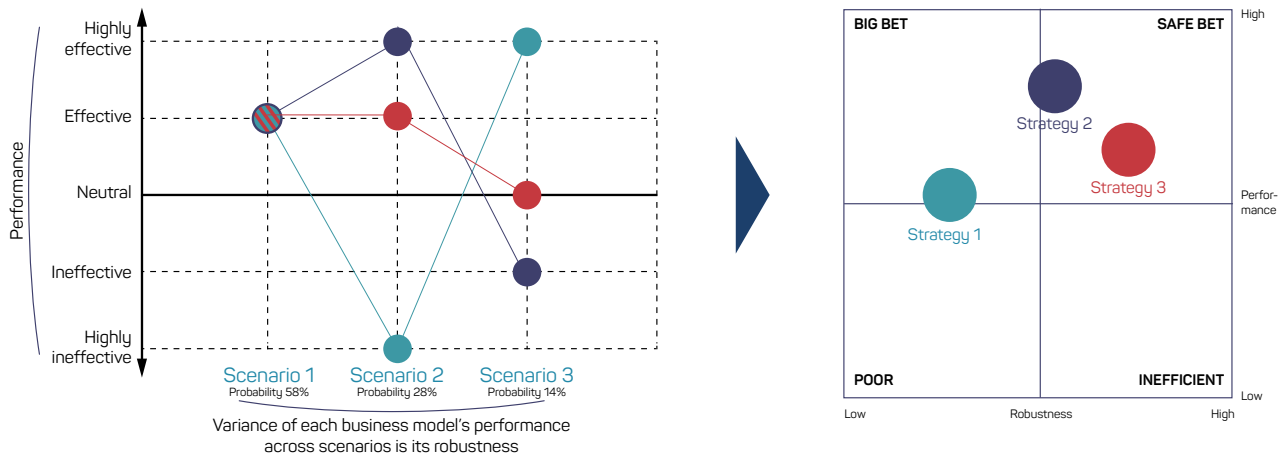 Performance
Highly
effective
Effective
Neutral
Ineffective
Highly
ineffective
Scenario 1
Probability 58%
Scenario 2
Probability 28%
Scenario 3
Probability 14%
Variance of each business model's performance
across scenarios is its robustness
BIG BET
SAFE BET
High
Strategy 2
Strategy 3
Strategy 1
Perfor-
mance
POOR
INEFFICIENT
Low
Low
Robustness
High